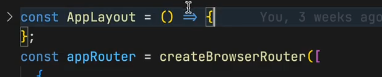 const AppLayout = () => {    You, 3 weeks ago
};
const appRouter = createBrowserRouter([
{